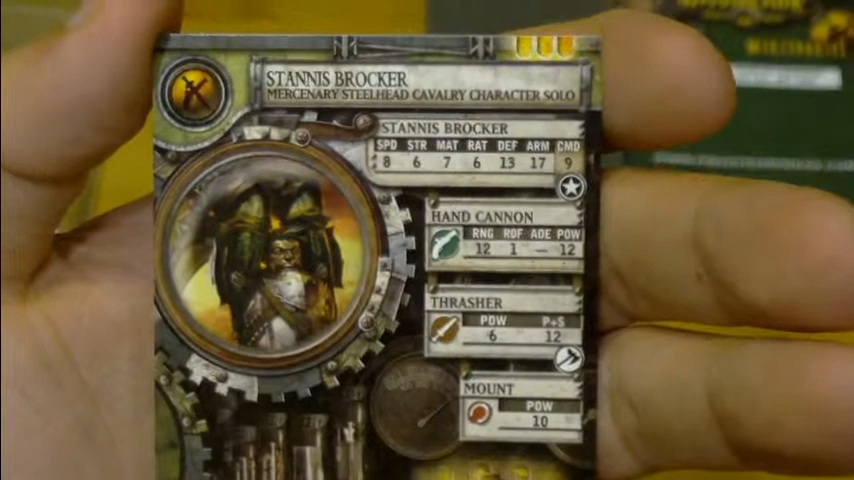 STANNIS BROCKER
MERCENARY STEELHEAD CAVALRY CHARACTER SOLO
STANNIS BROCKER
SPD STR MAT RAT DEF ARM CMD
8 6 7 6 13 17 9
HAND CANNON
RNG ROF AOE POW
12 1 — 12
THRASHER
POW P+S
6 12
MOUNT
POW
10